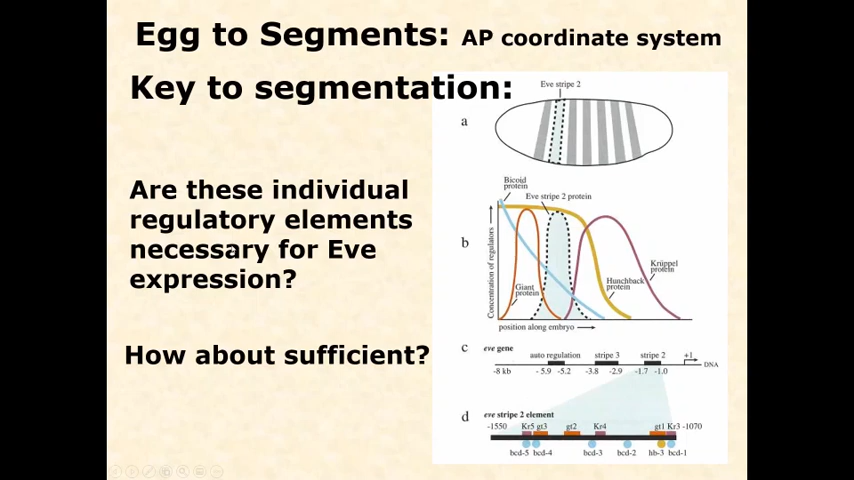 Egg to Segments: AP coordinate system
Key to segmentation:
Are these individual
regulatory elements
necessary for Eve
expression?
How about sufficient?
Eve stripe 2
a
Bicoid
protein
Eve stripe 2 protein
b
Concentration of regulators
Giant
protein
Hunchback
protein
Krüppel
protein
position along embryo
c
eve gene
auto regulation stripe 3 stripe 2 +1
DNA
-8 kb -5.9 -5.2 -3.8 -2.9 -1.7 -1.0
d
eve stripe 2 element
-1550 Kr5 gt3 gt2 Kr4 gt1 Kr3 -1070
bcd-5 bcd-4 bcd-3 bcd-2 hb-3 bcd-1